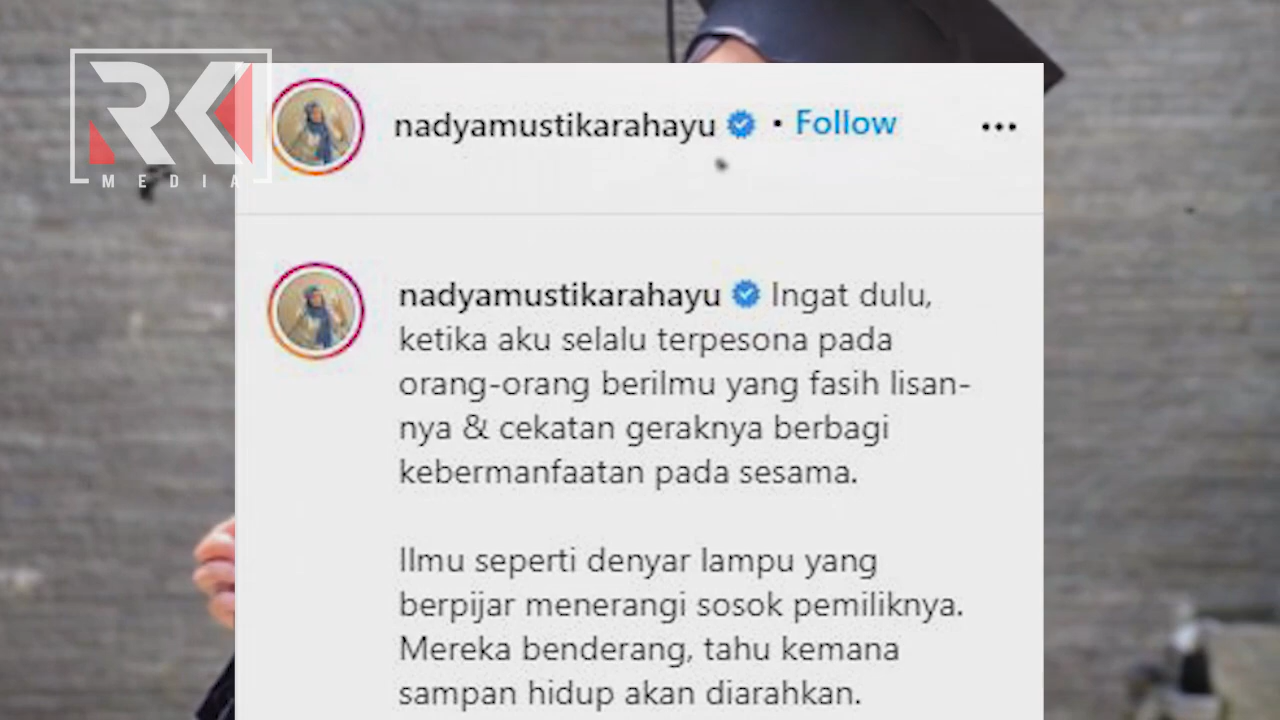 RK
MEDIA
nadyamustikarahayu • Follow ...
nadyamustikarahayu Ingat dulu,
ketika aku selalu terpesona pada
orang-orang berilmu yang fasih lisan-
nya & cekatan geraknya berbagi
kebermanfaatan pada sesama.
Ilmu seperti denyar lampu yang
berpijar menerangi sosok pemiliknya.
Mereka benderang, tahu kemana
sampan hidup akan diarahkan.